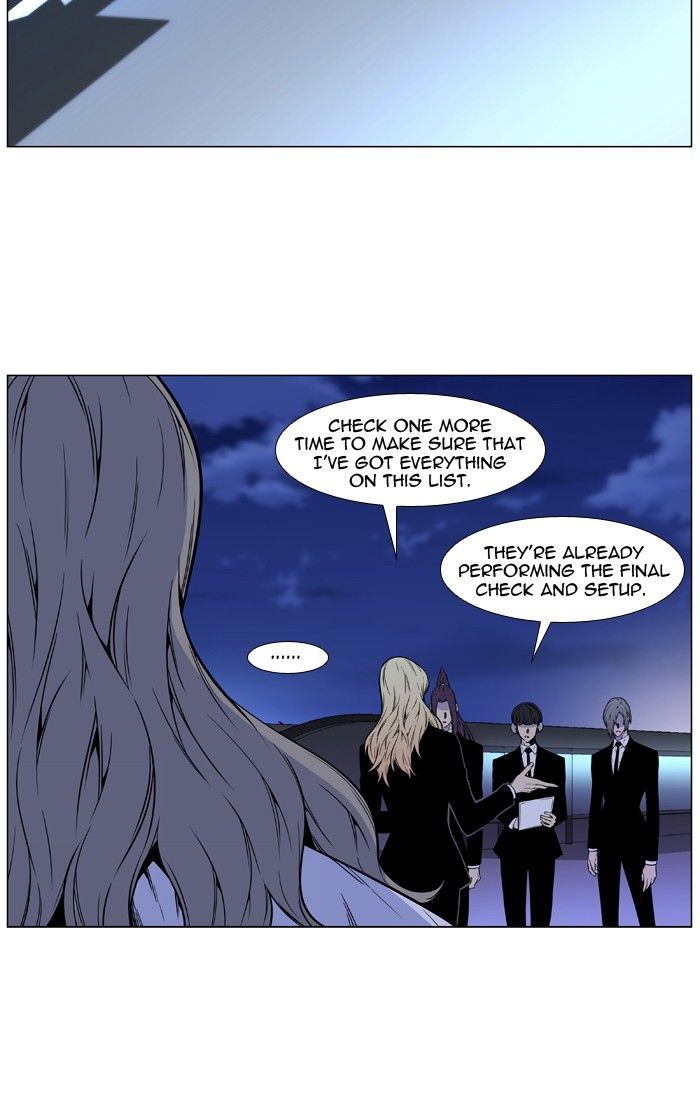 CHECK ONE MORE
TIME TO MAKE SURE THAT
I'VE GOT EVERYTHING
ON THIS LIST.
THEY'RE ALREADY
PERFORMING THE FINAL
CHECK AND SETUP.
......